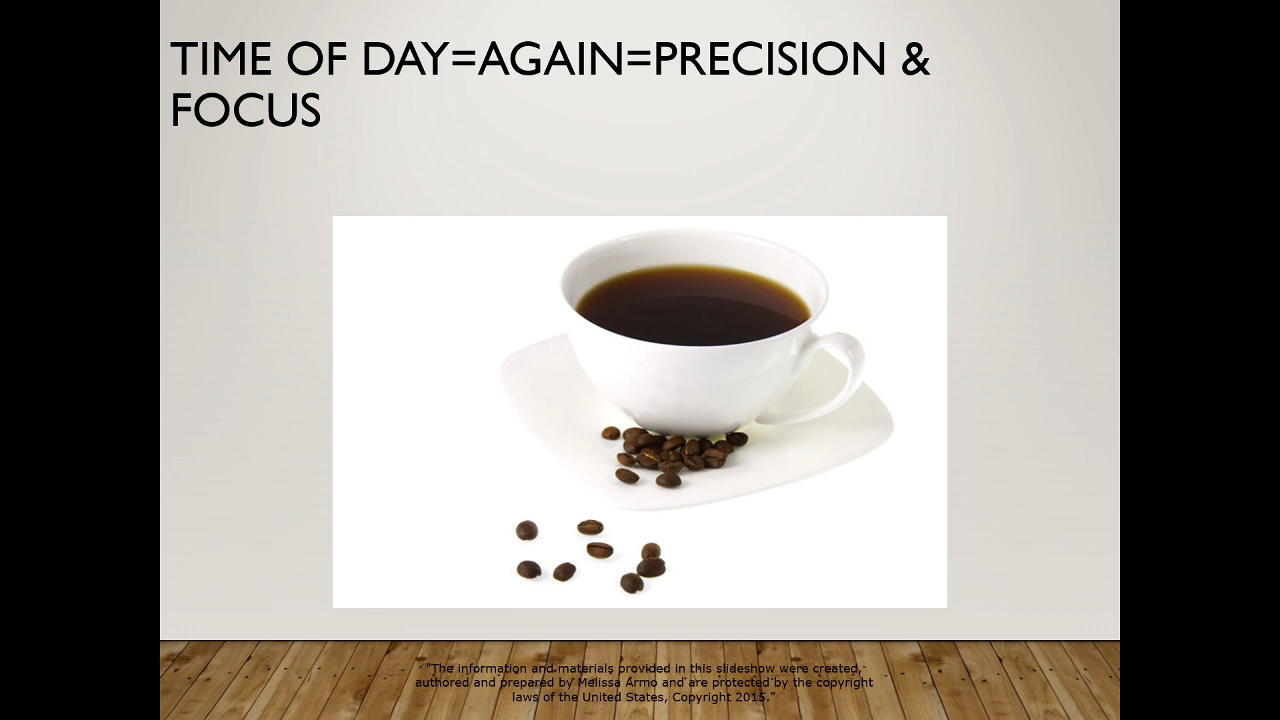 TIME OF DAY=AGAIN=PRECISION &
FOCUS
"The information and materials provided in this slideshow were created,
authored and prepared by Melissa Armo and are protected by the copyright
laws of the United States, Copyright 2015."